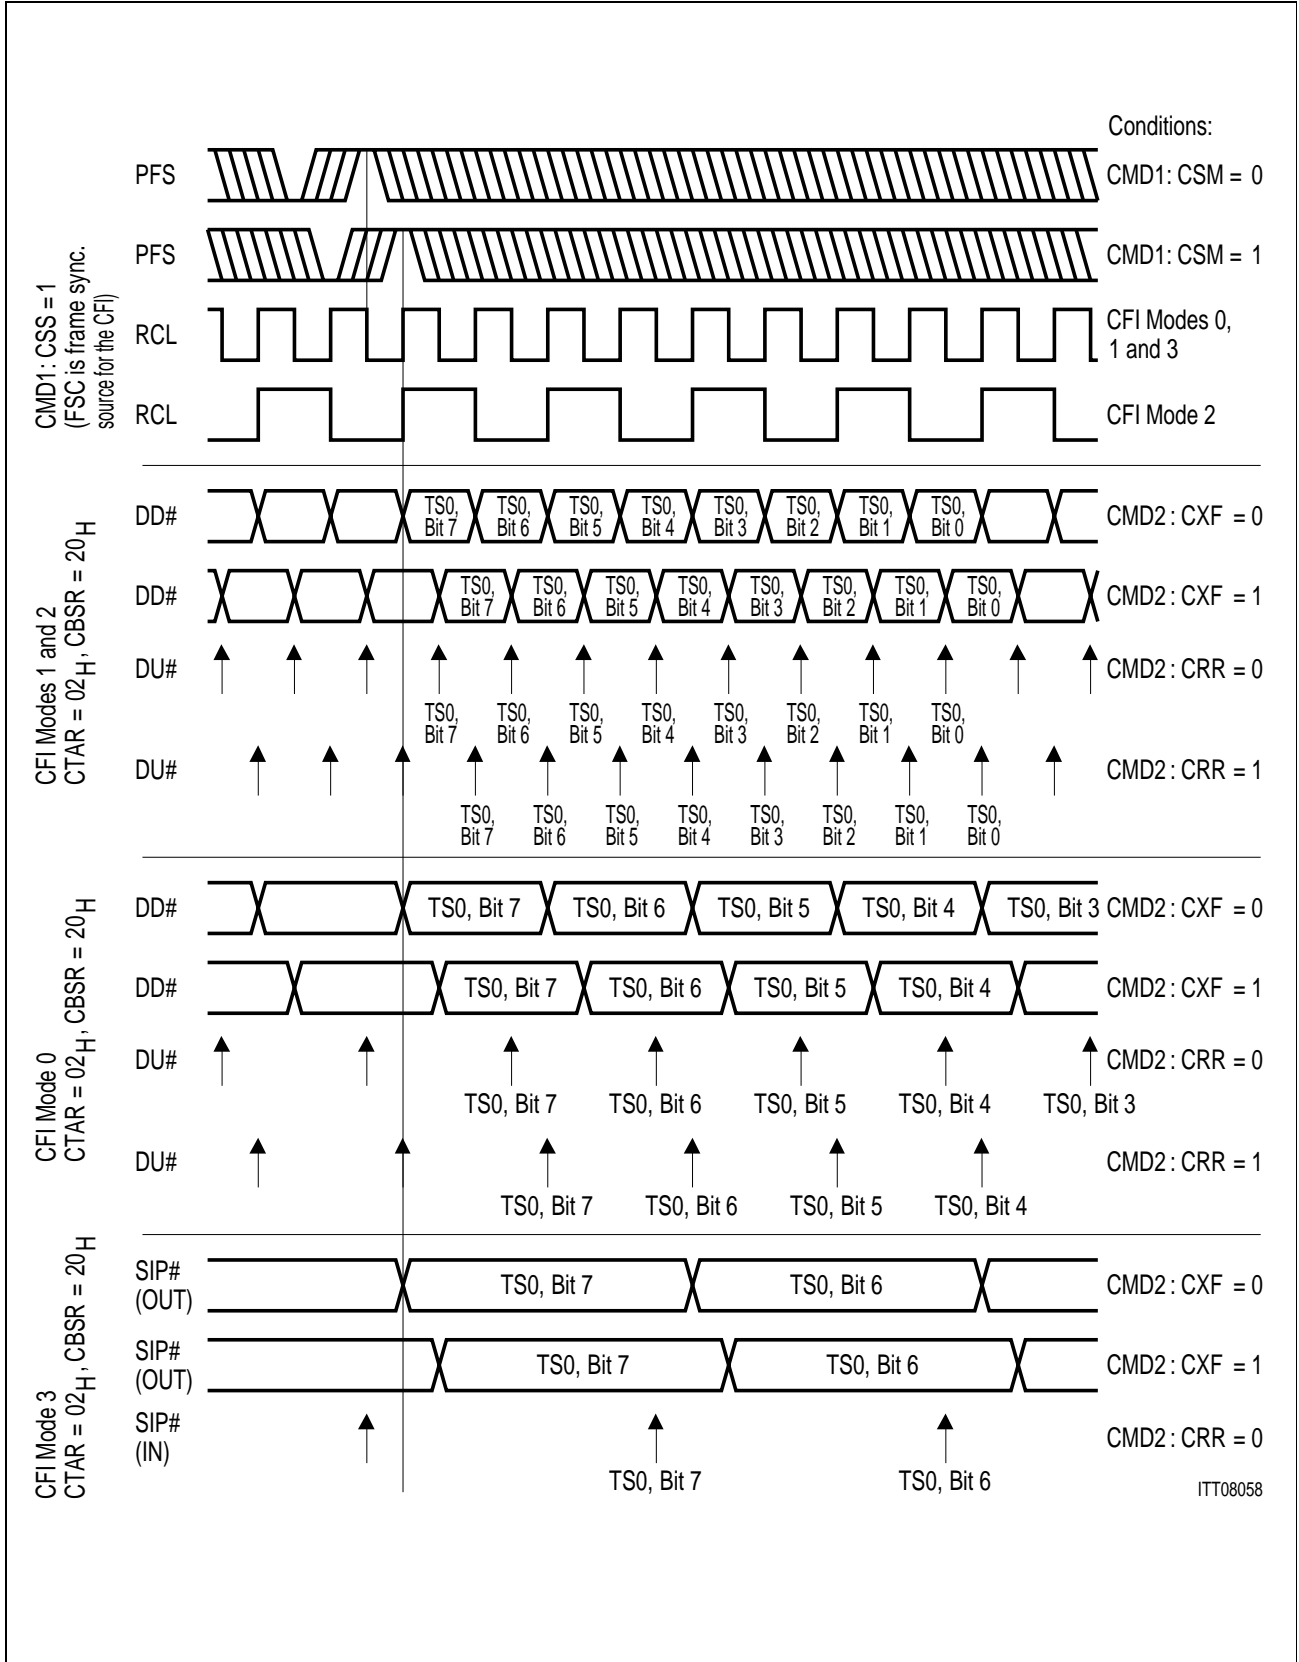 Conditions:
PFS
CMD1: CSM = 0
PFS
CMD1: CSM = 1
CMD1: CSS = 1
(FSC is frame sync.
source for the CFI)
RCL
CFI Modes 0,
1 and 3
RCL
CFI Mode 2
CFI Modes 1 and 2
CTAR = 02H, CBSR = 20H
DD#
TS0, TS0, TS0, TS0, TS0, TS0, TS0, TS0,
Bit 7 Bit 6 Bit 5 Bit 4 Bit 3 Bit 2 Bit 1 Bit 0
CMD2 : CXF = 0
DD#
TS0, TS0, TS0, TS0, TS0, TS0, TS0, TS0,
Bit 7 Bit 6 Bit 5 Bit 4 Bit 3 Bit 2 Bit 1 Bit 0
CMD2 : CXF = 1
DU#
CMD2 : CRR = 0
TS0, TS0, TS0, TS0, TS0, TS0, TS0, TS0,
Bit 7 Bit 6 Bit 5 Bit 4 Bit 3 Bit 2 Bit 1 Bit 0
DU#
CMD2 : CRR = 1
TS0, TS0, TS0, TS0, TS0, TS0, TS0, TS0,
Bit 7 Bit 6 Bit 5 Bit 4 Bit 3 Bit 2 Bit 1 Bit 0
CFI Mode 0
CTAR = 02H, CBSR = 20H
DD#
TS0, Bit 7 TS0, Bit 6 TS0, Bit 5 TS0, Bit 4 TS0, Bit 3
CMD2 : CXF = 0
DD#
TS0, Bit 7 TS0, Bit 6 TS0, Bit 5 TS0, Bit 4
CMD2 : CXF = 1
DU#
CMD2 : CRR = 0
TS0, Bit 7 TS0, Bit 6 TS0, Bit 5 TS0, Bit 4 TS0, Bit 3
DU#
CMD2 : CRR = 1
TS0, Bit 7 TS0, Bit 6 TS0, Bit 5 TS0, Bit 4
CFI Mode 3
CTAR = 02H, CBSR = 20H
SIP#
(OUT)
TS0, Bit 7 TS0, Bit 6
CMD2 : CXF = 0
SIP#
(OUT)
TS0, Bit 7 TS0, Bit 6
CMD2 : CXF = 1
SIP#
(IN)
CMD2 : CRR = 0
TS0, Bit 7 TS0, Bit 6
ITT08058